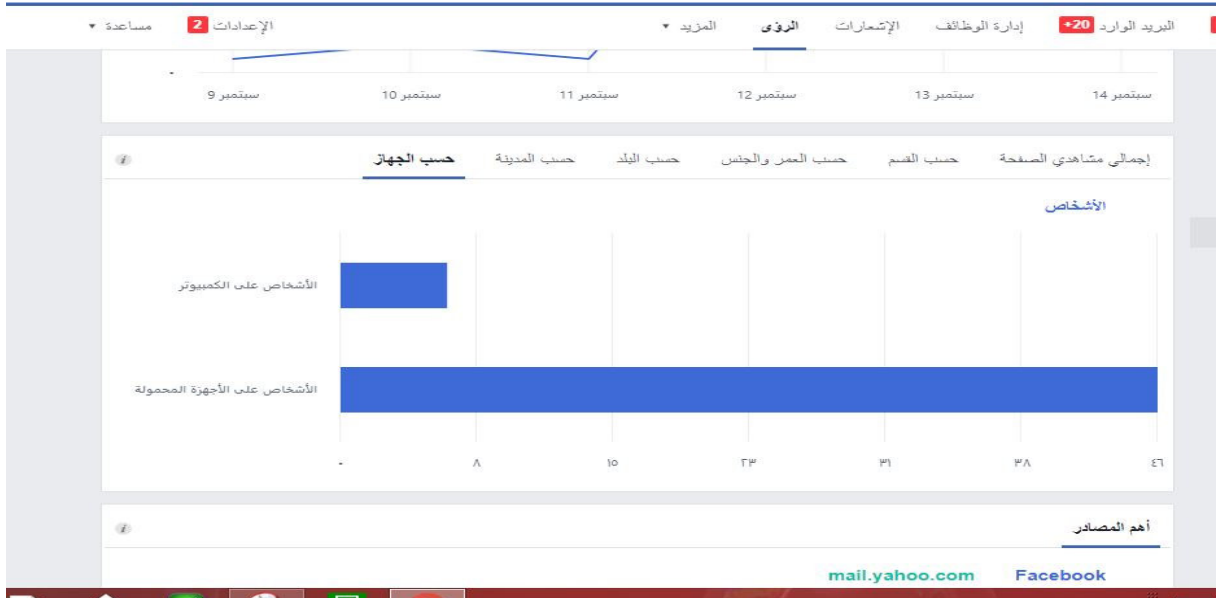 البريد الوارد 20+ إدارة الوظائف الإشعارات الرؤى المزيد الإعدادات 2 مساعدة
سبتمبر 9 سبتمبر 10 سبتمبر 11 سبتمبر 12 سبتمبر 13 سبتمبر 14
إجمالي مشاهدي الصفحة حسب القسم حسب العمر والجنس حسب البلد حسب المدينة حسب الجهاز
الأشخاص
الأشخاص على الكمبيوتر
الأشخاص على الأجهزة المحمولة
٠ ٨ ١٥ ٢٣ ٣١ ٣٨ ٤٦
أهم المصادر
Facebook mail.yahoo.com